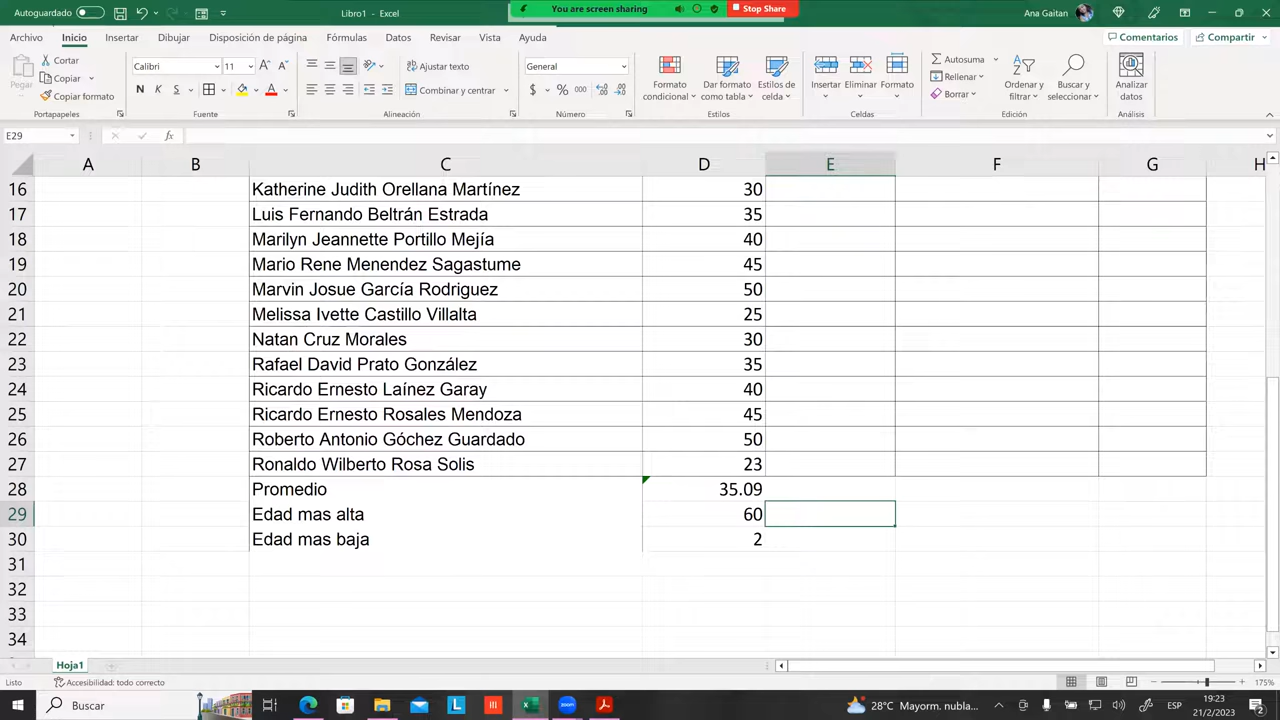 Autoguardado
Libro1 - Excel
You are screen sharing
Stop Share
Ana Gaitan
Archivo Inicio Insertar Dibujar Disposición de página Fórmulas Datos Revisar Vista Ayuda
Comentarios
Compartir
Pegar
Cortar
Copiar
Copiar formato
Portapapeles
Calibri 11
N K S
Fuente
Ajustar texto
Combinar y centrar
Alineación
General
$ % 000
Número
Formato condicional
Dar formato como tabla
Estilos de celda
Estilos
Insertar
Eliminar
Formato
Celdas
Autosuma
Rellenar
Borrar
Ordenar y filtrar
Buscar y seleccionar
Edición
Analizar datos
Análisis
E29
fx
A B C D E F G H
16 Katherine Judith Orellana Martínez 30
17 Luis Fernando Beltrán Estrada 35
18 Marilyn Jeannette Portillo Mejía 40
19 Mario Rene Menendez Sagastume 45
20 Marvin Josue García Rodriguez 50
21 Melissa Ivette Castillo Villalta 25
22 Natan Cruz Morales 30
23 Rafael David Prato González 35
24 Ricardo Ernesto Laínez Garay 40
25 Ricardo Ernesto Rosales Mendoza 45
26 Roberto Antonio Góchez Guardado 50
27 Ronaldo Wilberto Rosa Solis 23
28 Promedio 35.09
29 Edad mas alta 60
30 Edad mas baja 2
31
32
33
34
Hoja1
Listo
Accesibilidad: todo correcto
175%
Buscar
28°C Mayorm. nubla...
ESP
19:23
21/2/2023